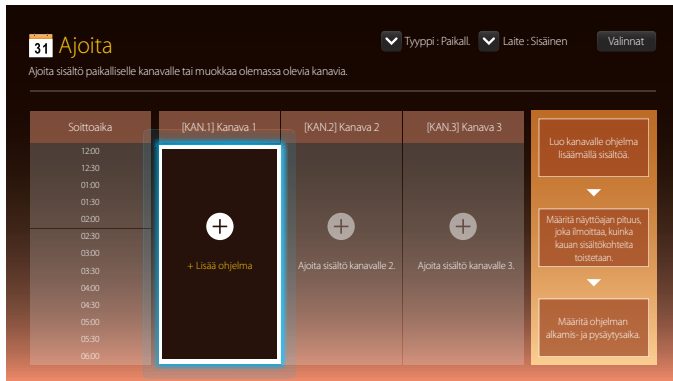 31 Ajoita
Tyyppi : Paikall.
Laite : Sisäinen
Valinnat
Ajoita sisältö paikalliselle kanavalle tai muokkaa olemassa olevia kanavia.
Soittoaika
[KAN.1] Kanava 1
[KAN.2] Kanava 2
[KAN.3] Kanava 3
12:00
12:30
01:00
01:30
02:00
02:30
03:00
03:30
04:00
04:30
05:00
05:30
06:00
+ Lisää ohjelma
Ajoita sisältö kanavalle 2.
Ajoita sisältö kanavalle 3.
Luo kanavalle ohjelma
lisäämällä sisältöä.
Määritä näyttöajan pituus,
joka ilmoittaa, kuinka
kauan sisältökohteita
toistetaan.
Määritä ohjelman
alkamis- ja pysäytysaika.